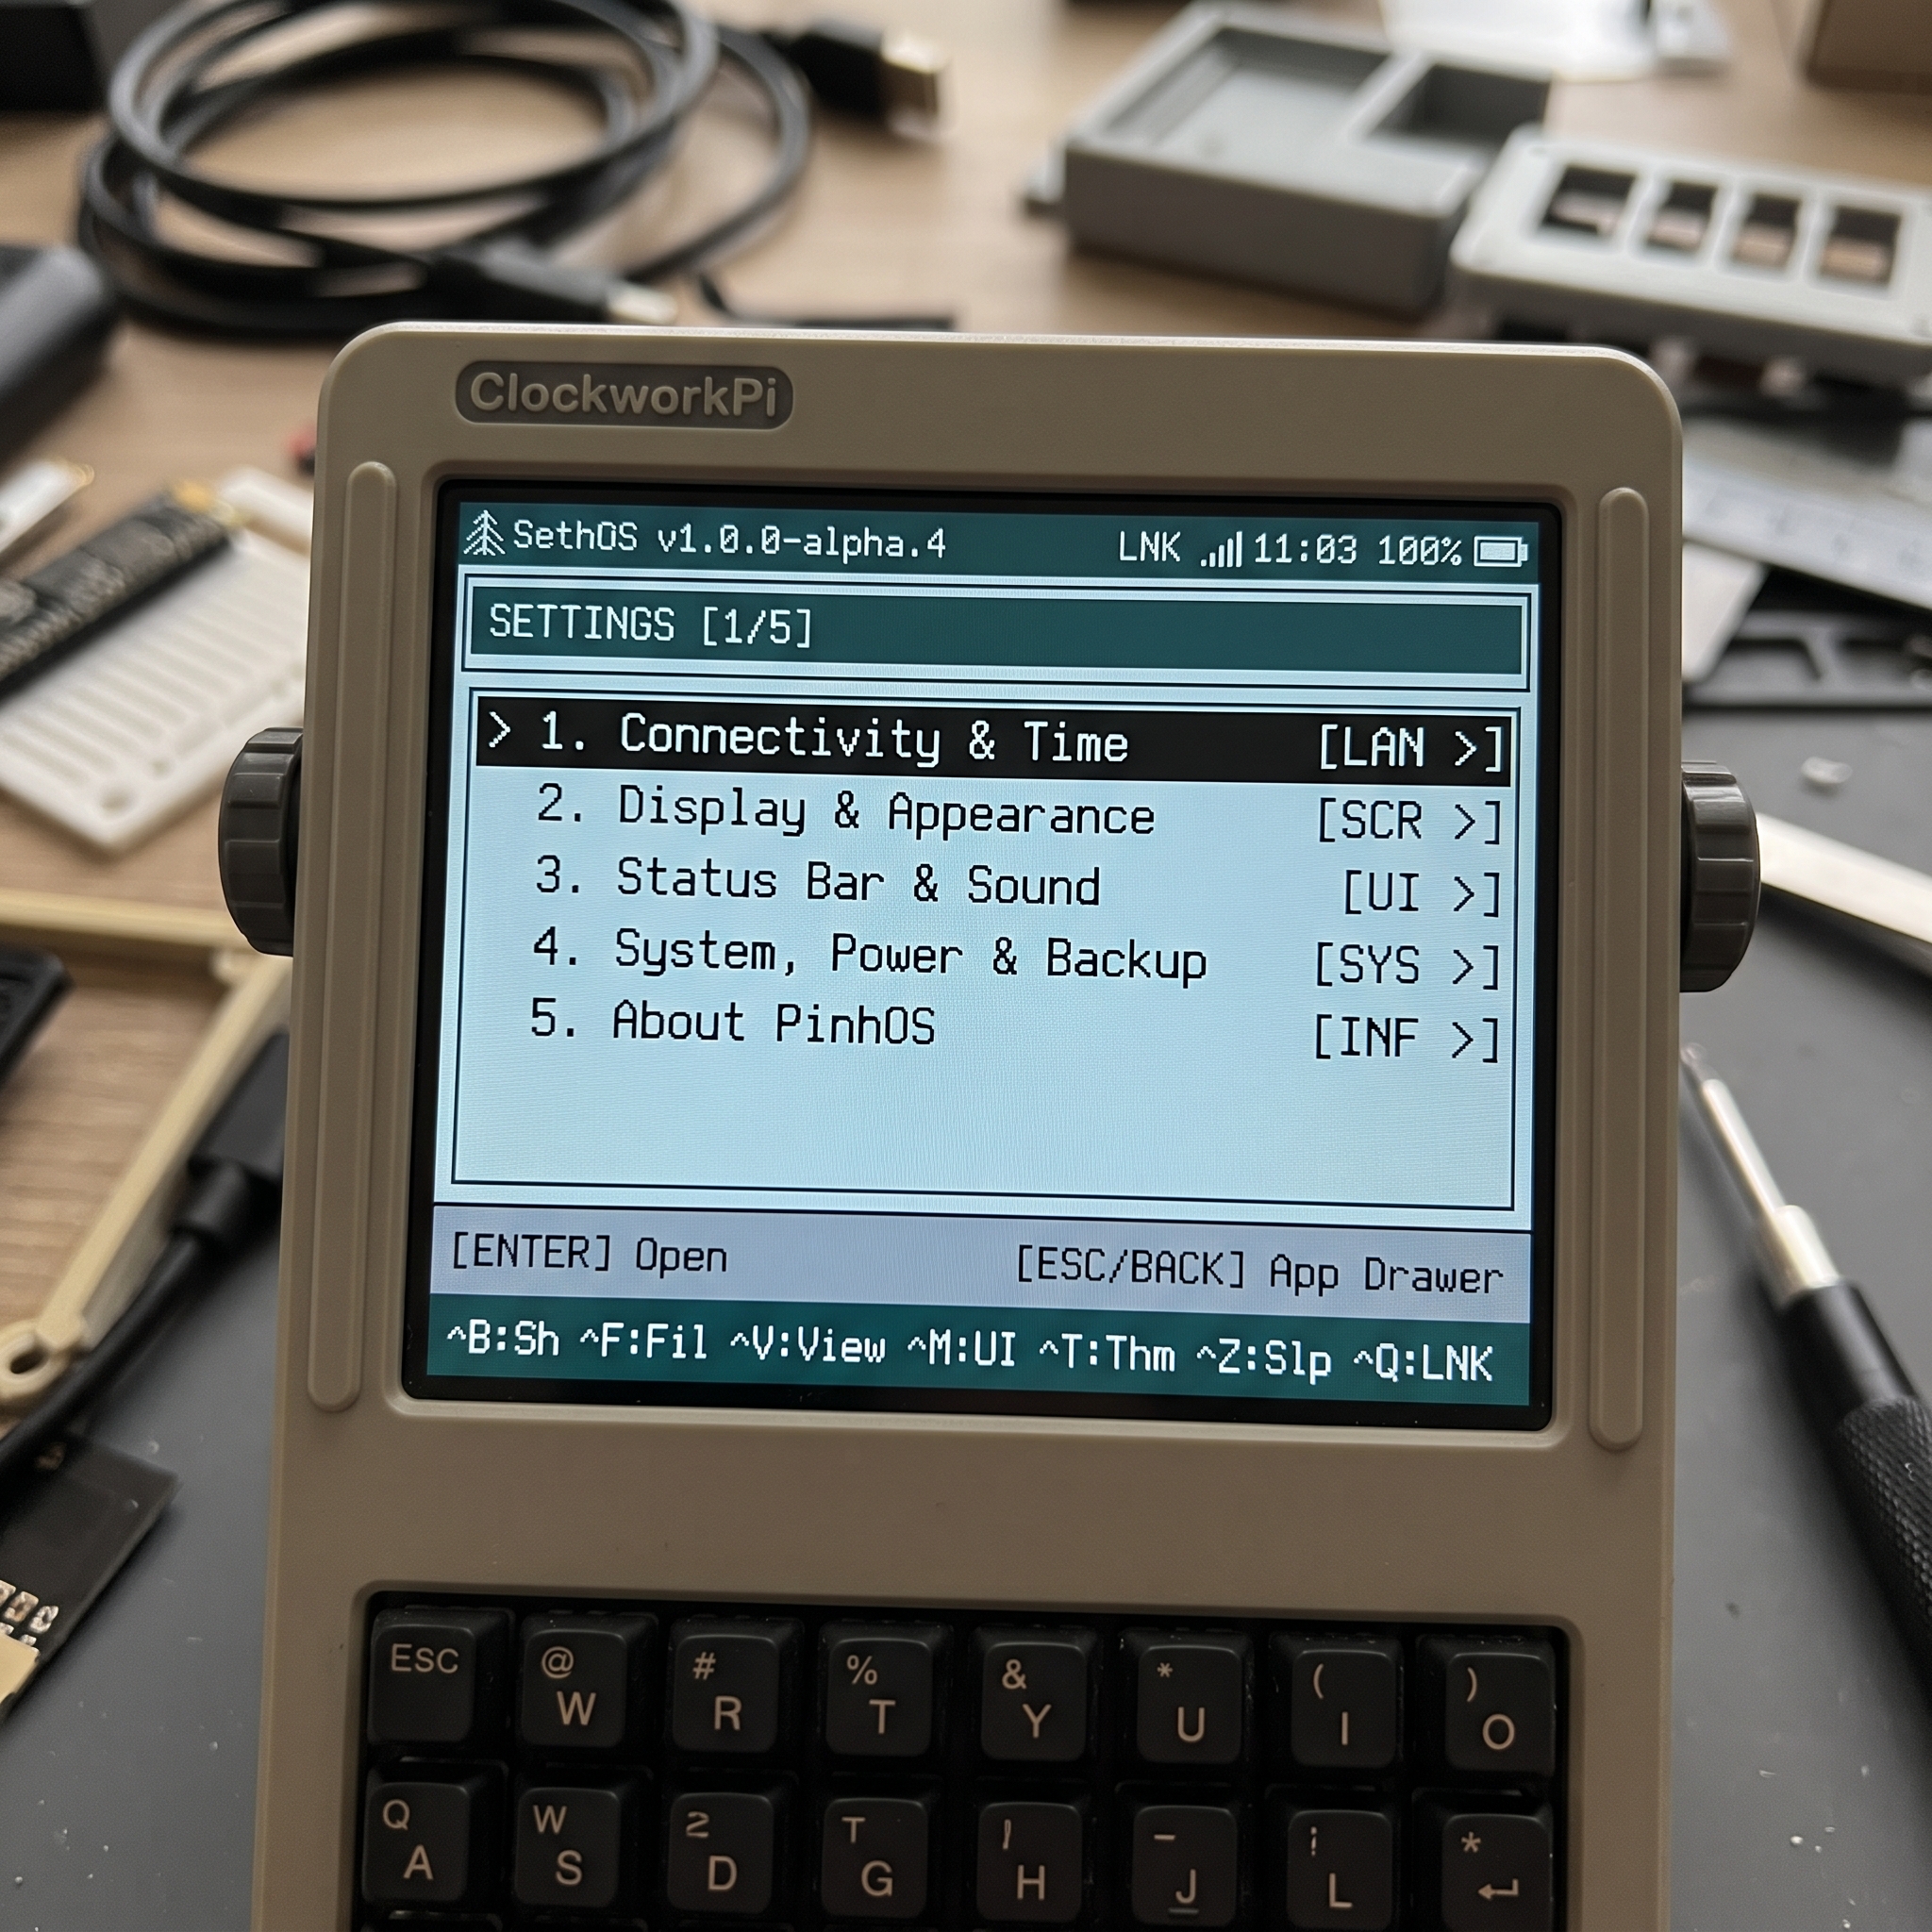 ClockworkPi
SethOS v1.0.0-alpha.4 LNK 11:03 100%
SETTINGS [1/5]
> 1. Connectivity & Time [LAN >]
2. Display & Appearance [SCR >]
3. Status Bar & Sound [UI >]
4. System, Power & Backup [SYS >]
5. About PinhOS [INF >]
[ENTER] Open [ESC/BACK] App Drawer
^B:Sh ^F:Fil ^V:View ^M:UI ^T:Thm ^Z:Slp ^Q:LNK
ESC @ W # R % T & Y * U ( I ) O
Q A W S 2 D T G H - J L * ↵